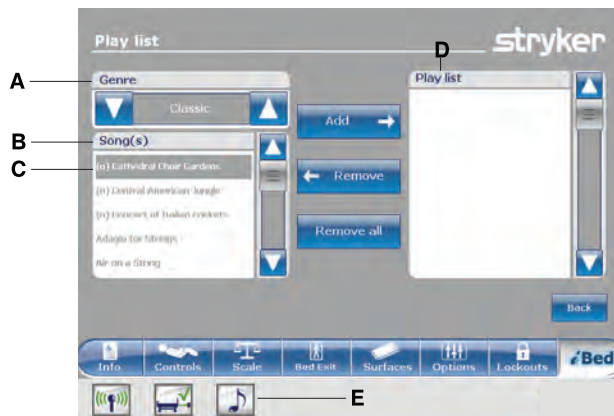 Play list
stryker
D
A
Genre
Play list
Classic
Add
B
Song(s)
C
(n) Cathedral Choir Gardens
Remove
(n) Central American Jungle
(n) Concert of Italian crickets
Adagio for Strings
Remove all
Air on a String
Back
Info
Controls
Scale
Bed Exit
Surfaces
Options
Lockouts
iBed
E